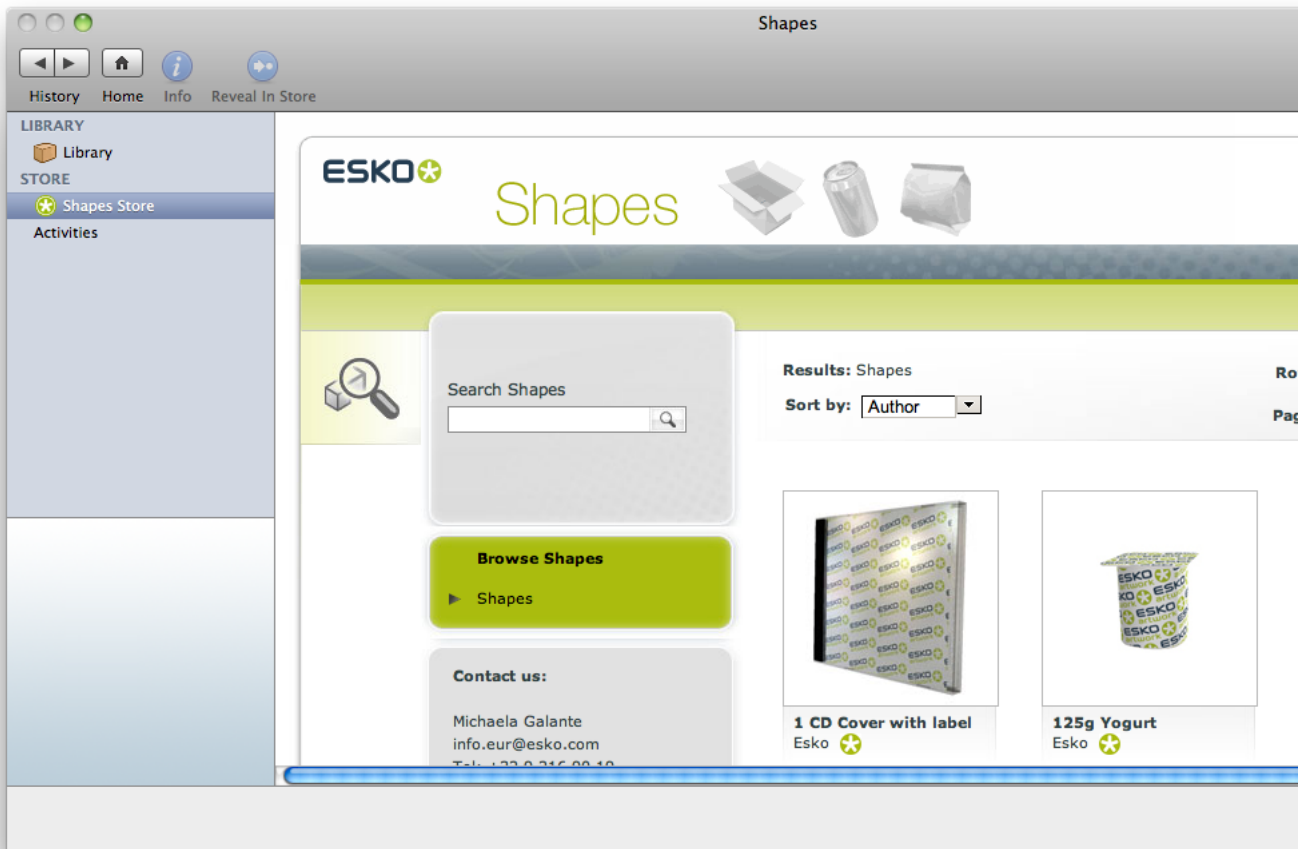 Shapes
History Home Info Reveal In Store
LIBRARY
Library
STORE
Shapes Store
Activities
ESKO
Shapes
Search Shapes
Results: Shapes
Sort by: Author
Ro
Pag
Browse Shapes
Shapes
Contact us:
Michaela Galante
info.eur@esko.com
1 CD Cover with label
Esko
125g Yogurt
Esko